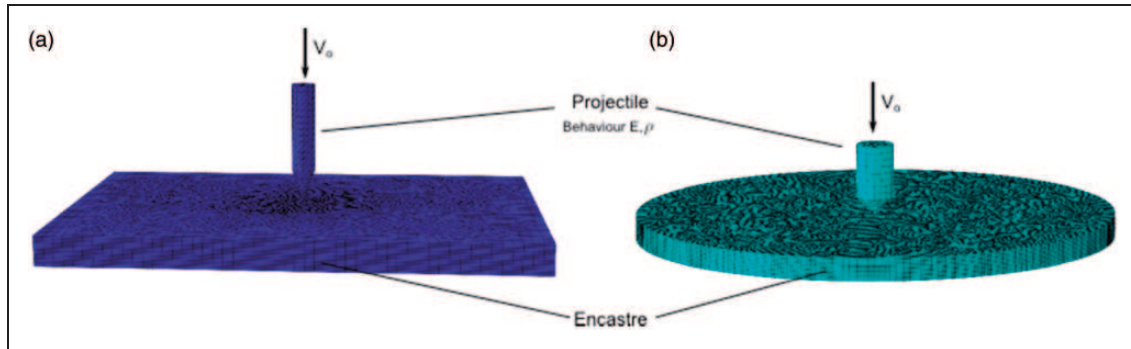 (a)
V₀
(b)
Projectile
Behaviour E,ρ
V₀
Encastre